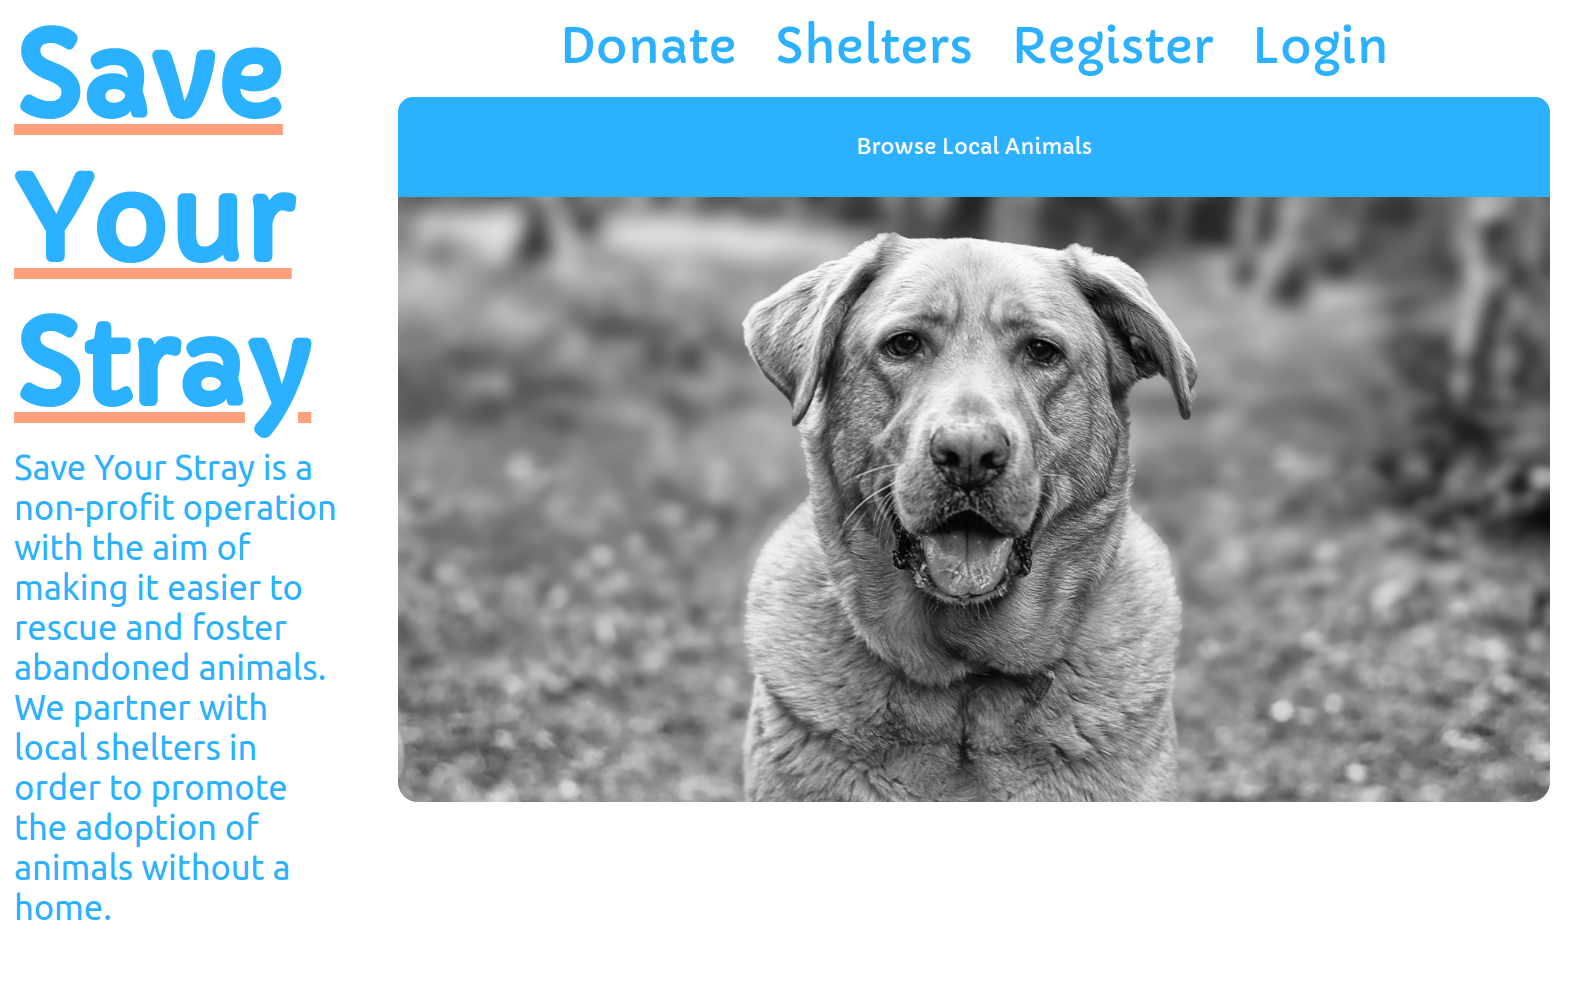 Save
Your
Stray
Save Your Stray is a
non-profit operation
with the aim of
making it easier to
rescue and foster
abandoned animals.
We partner with
local shelters in
order to promote
the adoption of
animals without a
home.
Donate Shelters Register Login
Browse Local Animals